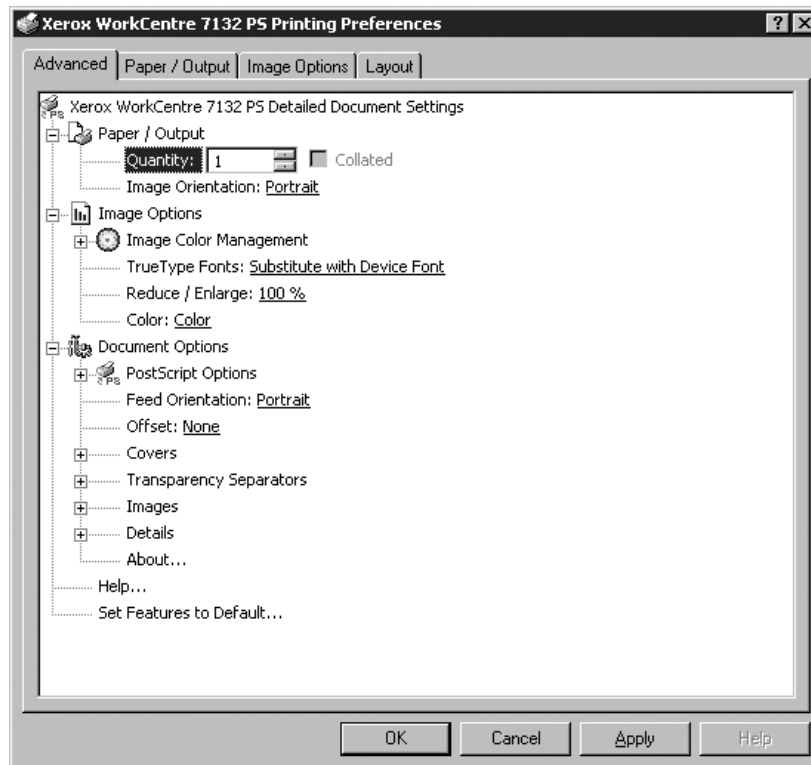 Xerox WorkCentre 7132 PS Printing Preferences
Advanced Paper / Output Image Options Layout
Xerox WorkCentre 7132 PS Detailed Document Settings
Paper / Output
Quantity: 1 Collated
Image Orientation: Portrait
Image Options
Image Color Management
TrueType Fonts: Substitute with Device Font
Reduce / Enlarge: 100 %
Color: Color
Document Options
PostScript Options
Feed Orientation: Portrait
Offset: None
Covers
Transparency Separators
Images
Details
About...
Help...
Set Features to Default...
OK Cancel Apply Help